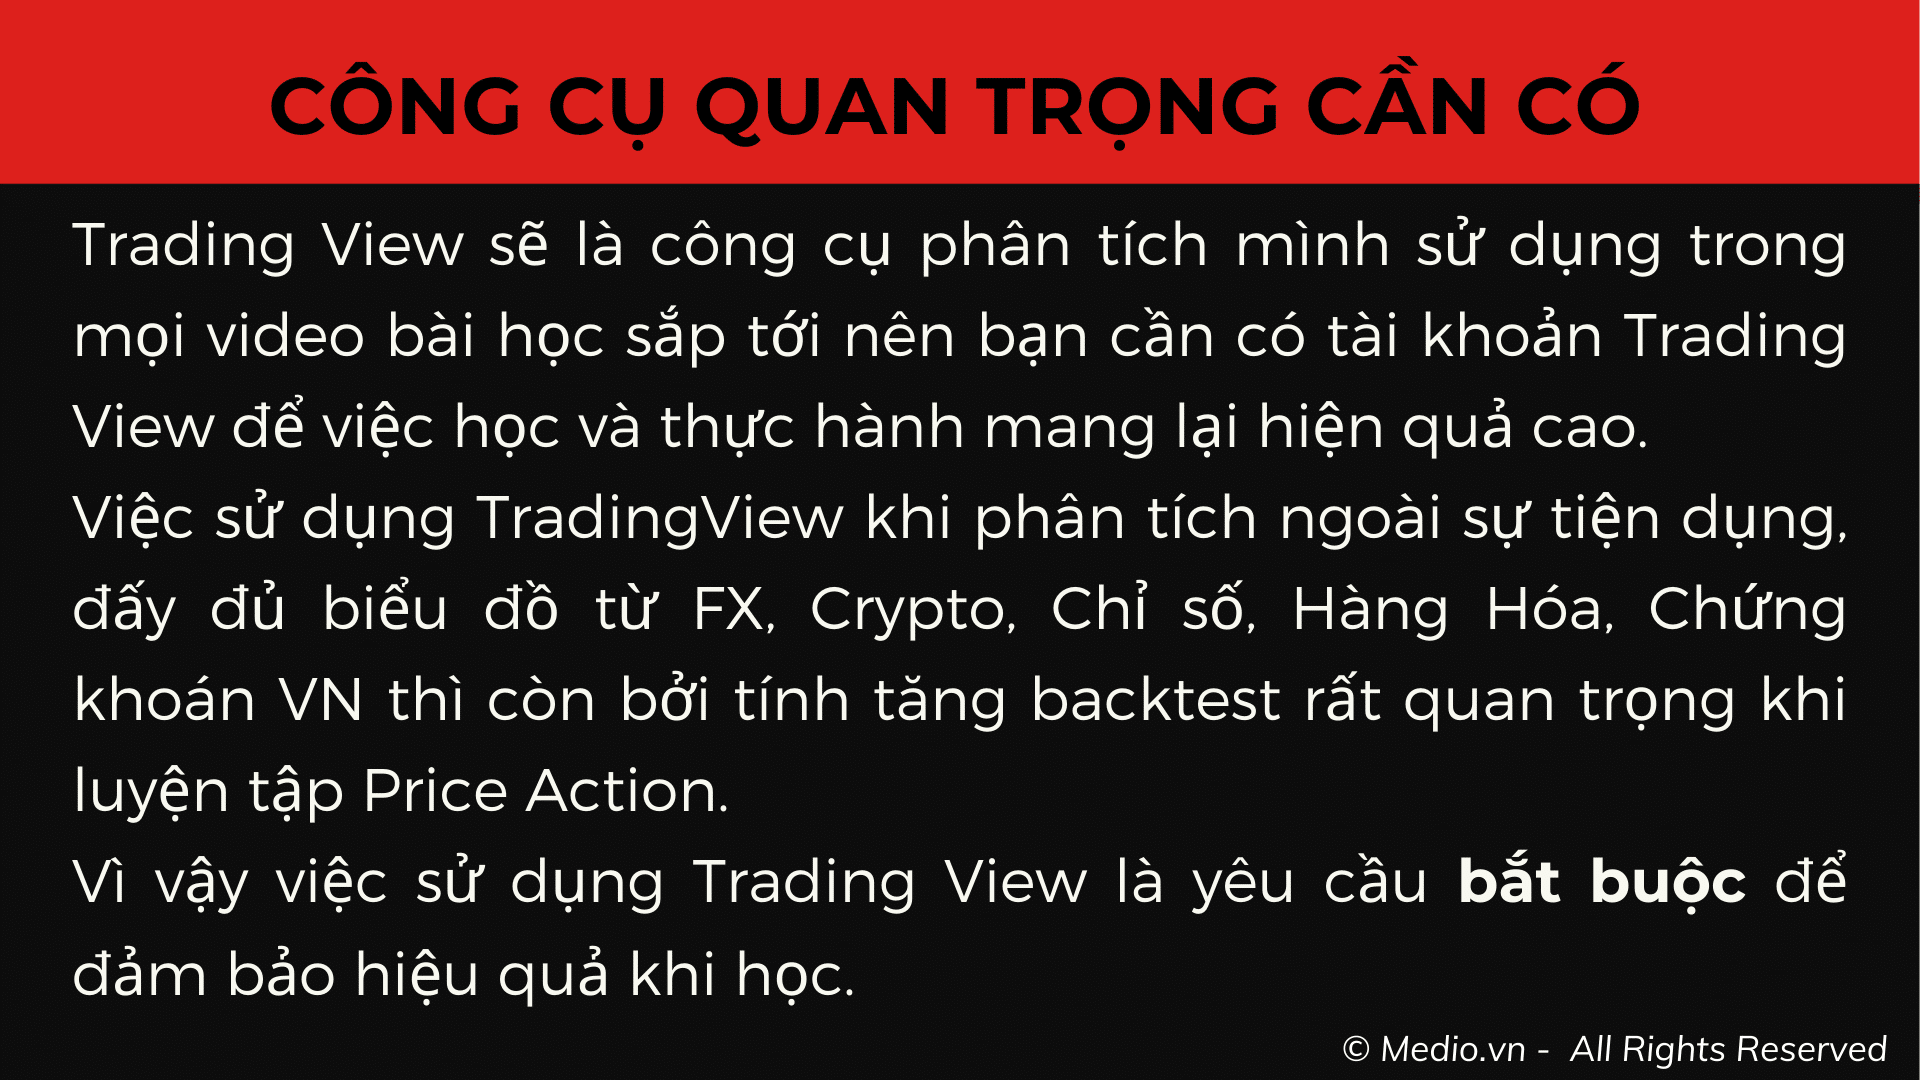 CÔNG CỤ QUAN TRỌNG CẦN CÓ
Trading View sẽ là công cụ phân tích mình sử dụng trong
mọi video bài học sắp tới nên bạn cần có tài khoản Trading
View để việc học và thực hành mang lại hiện quả cao.
Việc sử dụng TradingView khi phân tích ngoài sự tiện dụng,
đấy đủ biểu đồ từ FX, Crypto, Chỉ số, Hàng Hóa, Chứng
khoán VN thì còn bởi tính tăng backtest rất quan trọng khi
luyện tập Price Action.
Vì vậy việc sử dụng Trading View là yêu cầu bắt buộc để
đảm bảo hiệu quả khi học.
© Medio.vn - All Rights Reserved